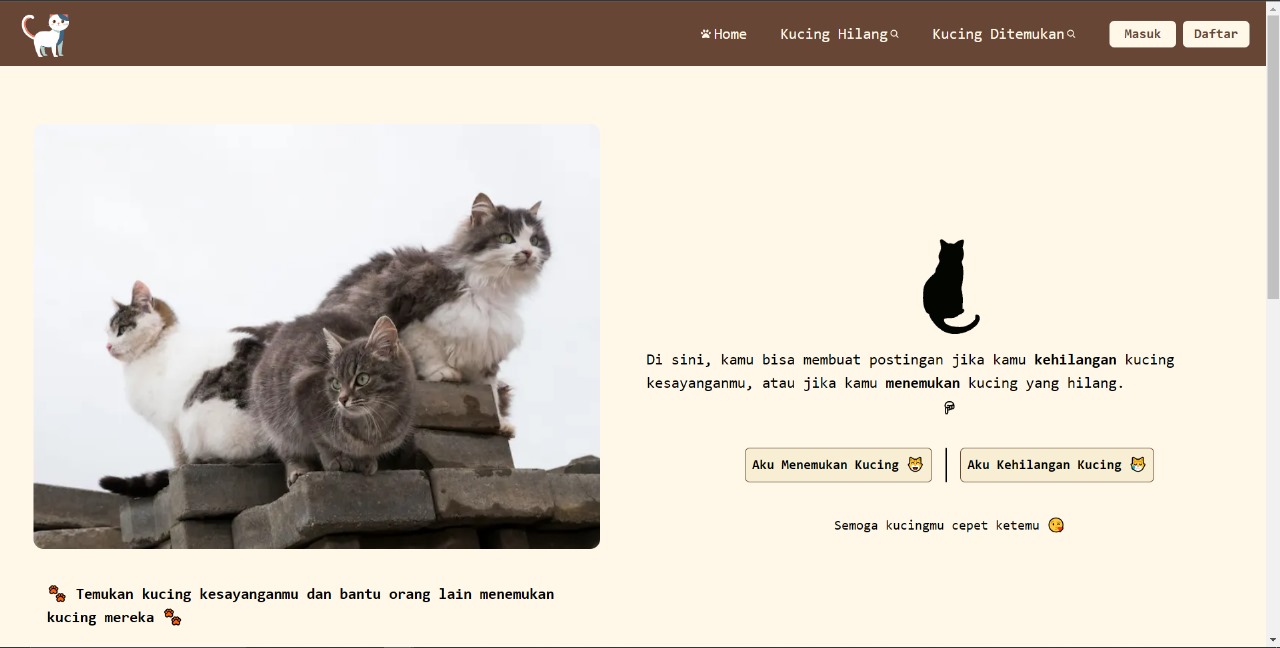 Home
Kucing Hilang
Kucing Ditemukan
Masuk
Daftar
Di sini, kamu bisa membuat postingan jika kamu kehilangan kucing
kesayanganmu, atau jika kamu menemukan kucing yang hilang.
Aku Menemukan Kucing 😺
Aku Kehilangan Kucing 😹
Semoga kucingmu cepet ketemu 😘
🐾 Temukan kucing kesayanganmu dan bantu orang lain menemukan
kucing mereka 🐾